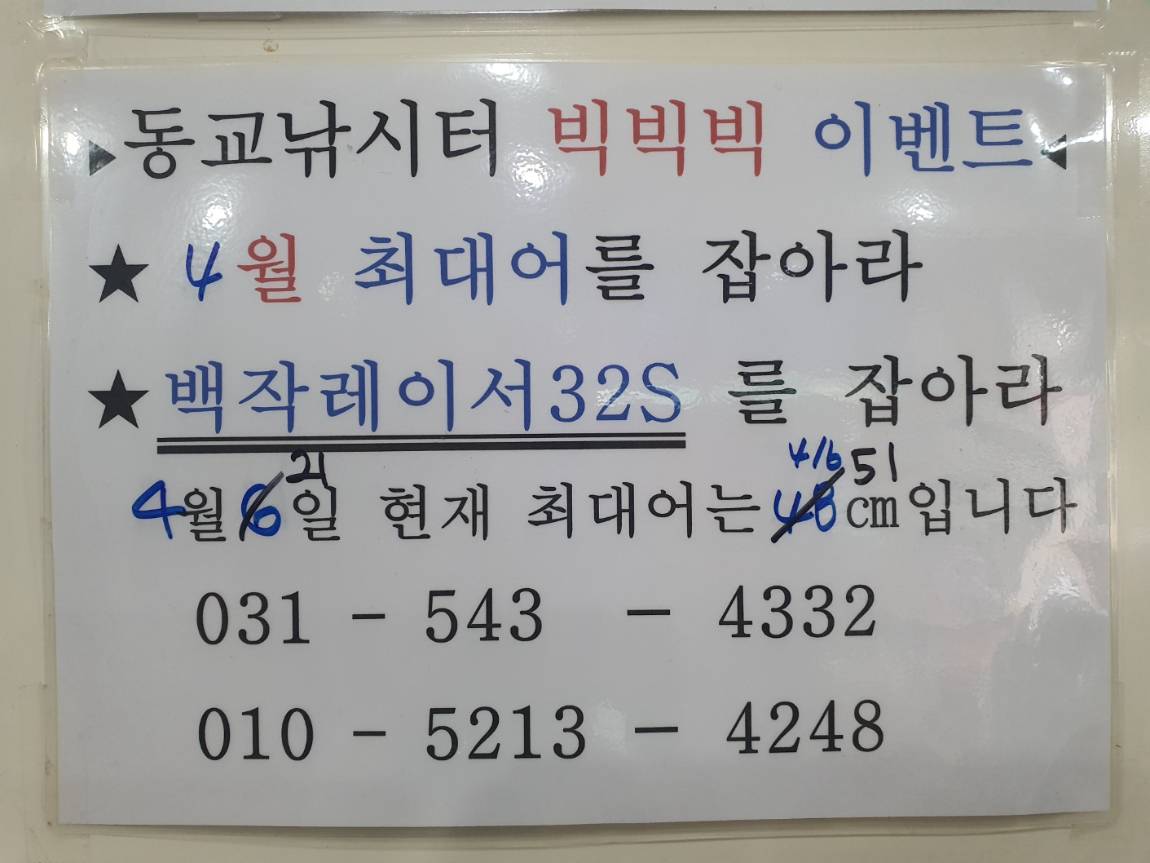 ▶동교낚시터 빅빅빅 이벤트◀
★ 4월 최대어를 잡아라
★ 백작레이서32S 를 잡아라
21 4/6 51
4월 6일 현재 최대어는 48cm입니다
031 - 543 - 4332
010 - 5213 - 4248